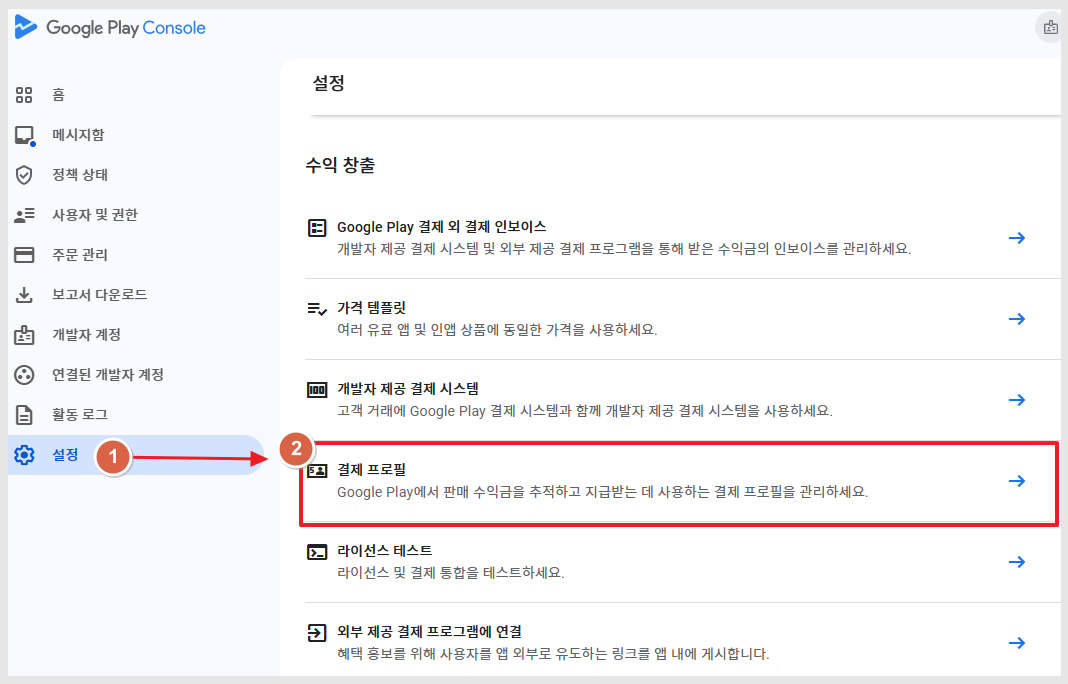 Google Play Console
홈
메시지함
정책 상태
사용자 및 권한
주문 관리
보고서 다운로드
개발자 계정
연결된 개발자 계정
활동 로그
설정
1
설정
수익 창출
Google Play 결제 외 결제 인보이스
개발자 제공 결제 시스템 및 외부 제공 결제 프로그램을 통해 받은 수익금의 인보이스를 관리하세요.
가격 템플릿
여러 유료 앱 및 인앱 상품에 동일한 가격을 사용하세요.
개발자 제공 결제 시스템
고객 거래에 Google Play 결제 시스템과 함께 개발자 제공 결제 시스템을 사용하세요.
2
결제 프로필
Google Play에서 판매 수익금을 추적하고 지급받는 데 사용하는 결제 프로필을 관리하세요.
라이선스 테스트
라이선스 및 결제 통합을 테스트하세요.
외부 제공 결제 프로그램에 연결
혜택 홍보를 위해 사용자를 앱 외부로 유도하는 링크를 앱 내에 게시합니다.